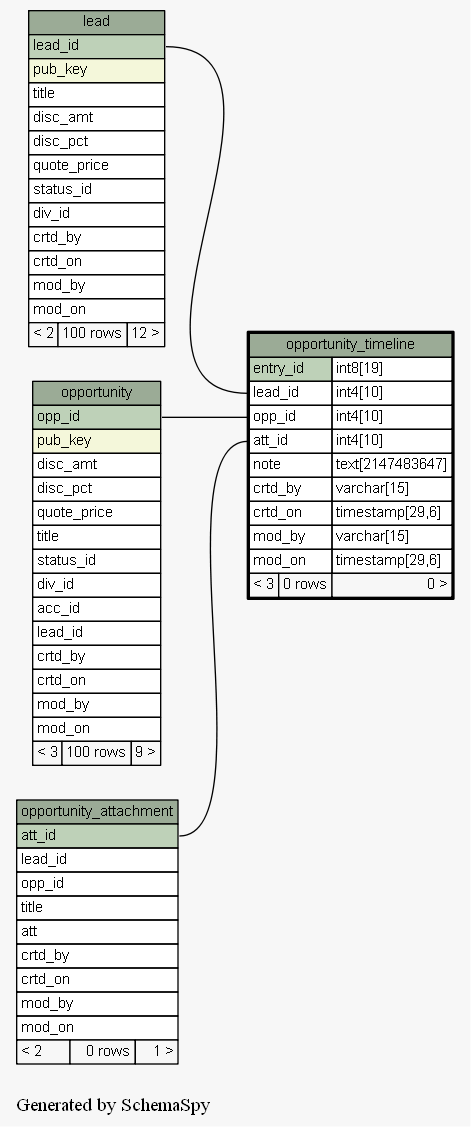 lead
lead_id
pub_key
title
disc_amt
disc_pct
quote_price
status_id
div_id
crtd_by
crtd_on
mod_by
mod_on
< 2 100 rows 12 >
opportunity_timeline
entry_id int8[19]
lead_id int4[10]
opp_id int4[10]
att_id int4[10]
note text[2147483647]
crtd_by varchar[15]
crtd_on timestamp[29,6]
mod_by varchar[15]
mod_on timestamp[29,6]
< 3 0 rows 0 >
opportunity
opp_id
pub_key
disc_amt
disc_pct
quote_price
title
status_id
div_id
acc_id
lead_id
crtd_by
crtd_on
mod_by
mod_on
< 3 100 rows 9 >
opportunity_attachment
att_id
lead_id
opp_id
title
att
crtd_by
crtd_on
mod_by
mod_on
< 2 0 rows 1 >
Generated by SchemaSpy